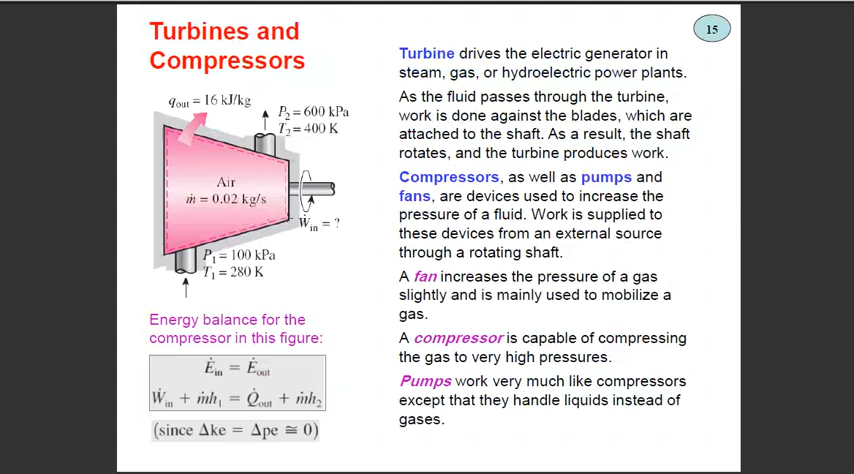 Turbines and
Compressors
15
q̇out = 16 kJ/kg
P2 = 600 kPa
T2 = 400 K
Air
ṁ = 0.02 kg/s
Ẇin = ?
P1 = 100 kPa
T1 = 280 K
Energy balance for the
compressor in this figure:
Ėin = Ėout
Ẇin + ṁh1 = Q̇out + ṁh2
(since Δke = Δpe ≅ 0)
Turbine drives the electric generator in
steam, gas, or hydroelectric power plants.
As the fluid passes through the turbine,
work is done against the blades, which are
attached to the shaft. As a result, the shaft
rotates, and the turbine produces work.
Compressors, as well as pumps and
fans, are devices used to increase the
pressure of a fluid. Work is supplied to
these devices from an external source
through a rotating shaft.
A fan increases the pressure of a gas
slightly and is mainly used to mobilize a
gas.
A compressor is capable of compressing
the gas to very high pressures.
Pumps work very much like compressors
except that they handle liquids instead of
gases.